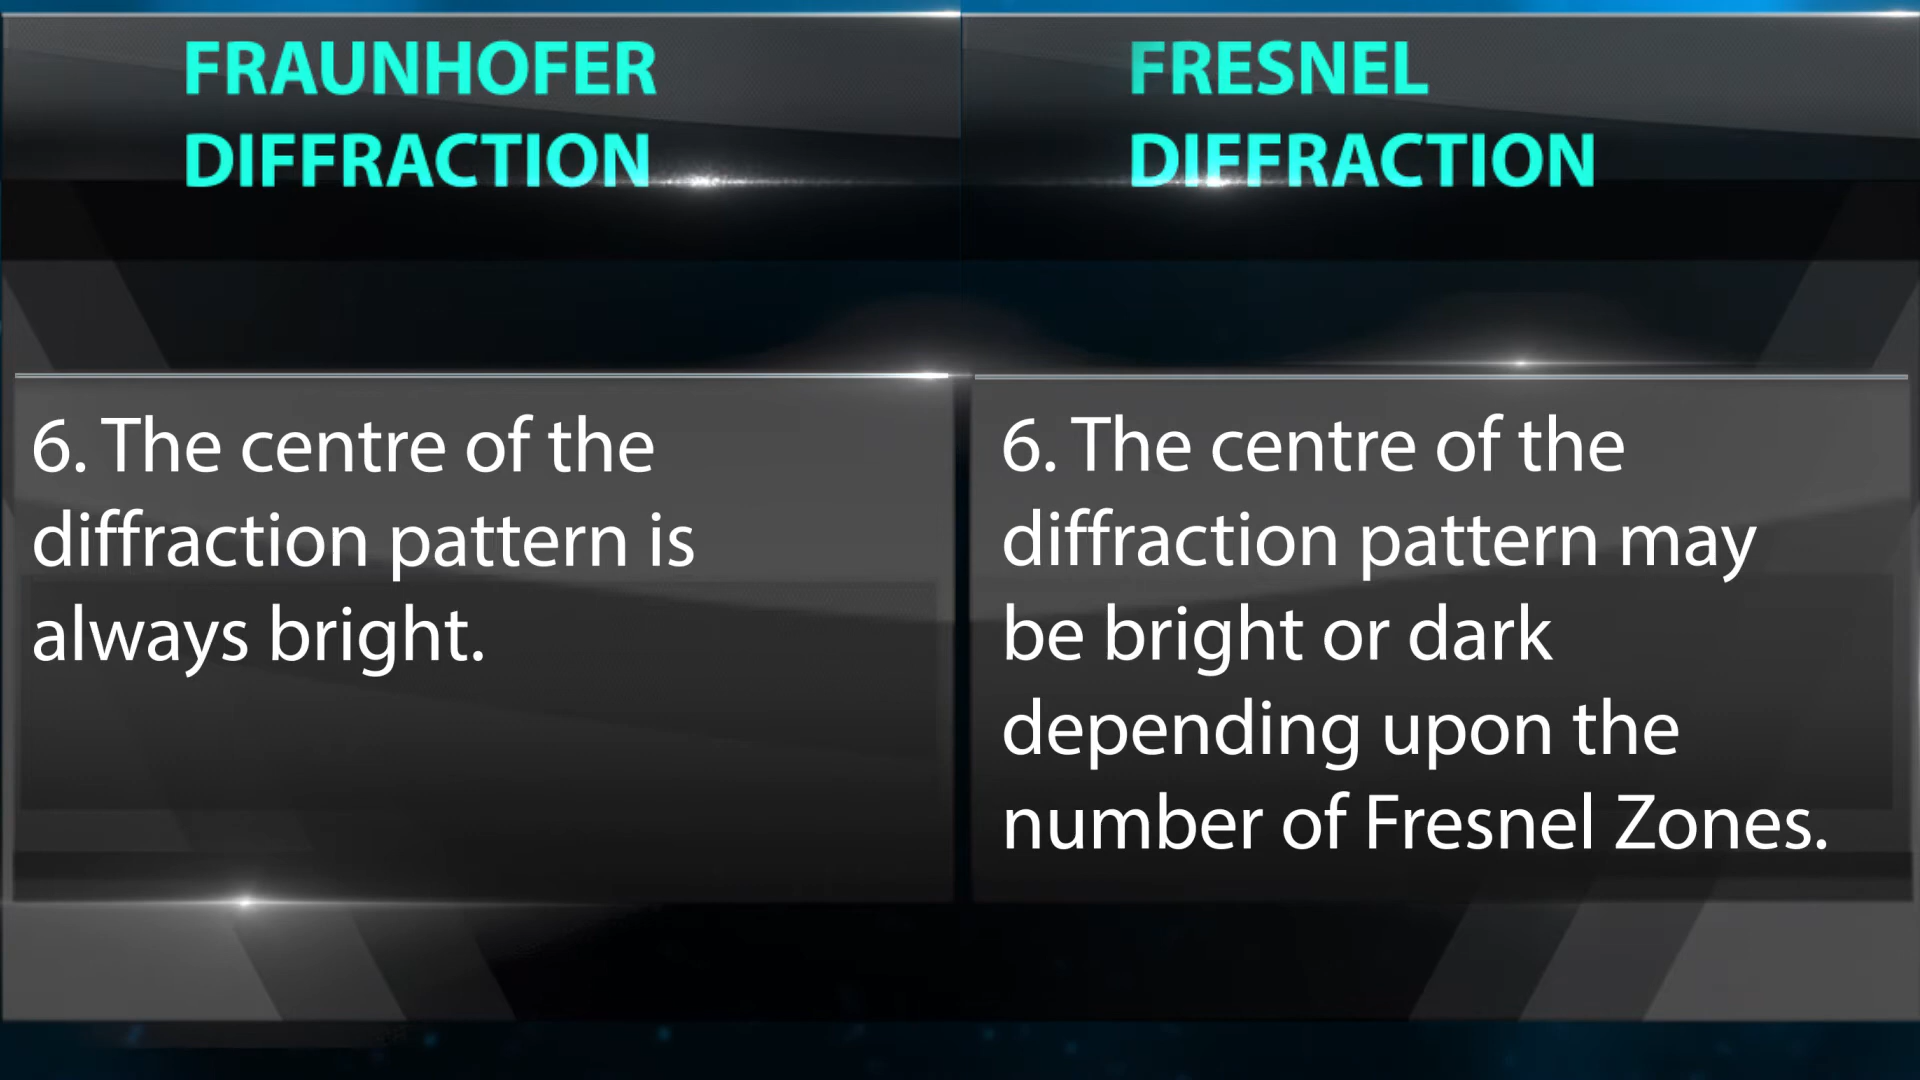 FRAUNHOFER
DIFFRACTION
6. The centre of the
diffraction pattern is
always bright.
FRESNEL
DIFFRACTION
6. The centre of the
diffraction pattern may
be bright or dark
depending upon the
number of Fresnel Zones.